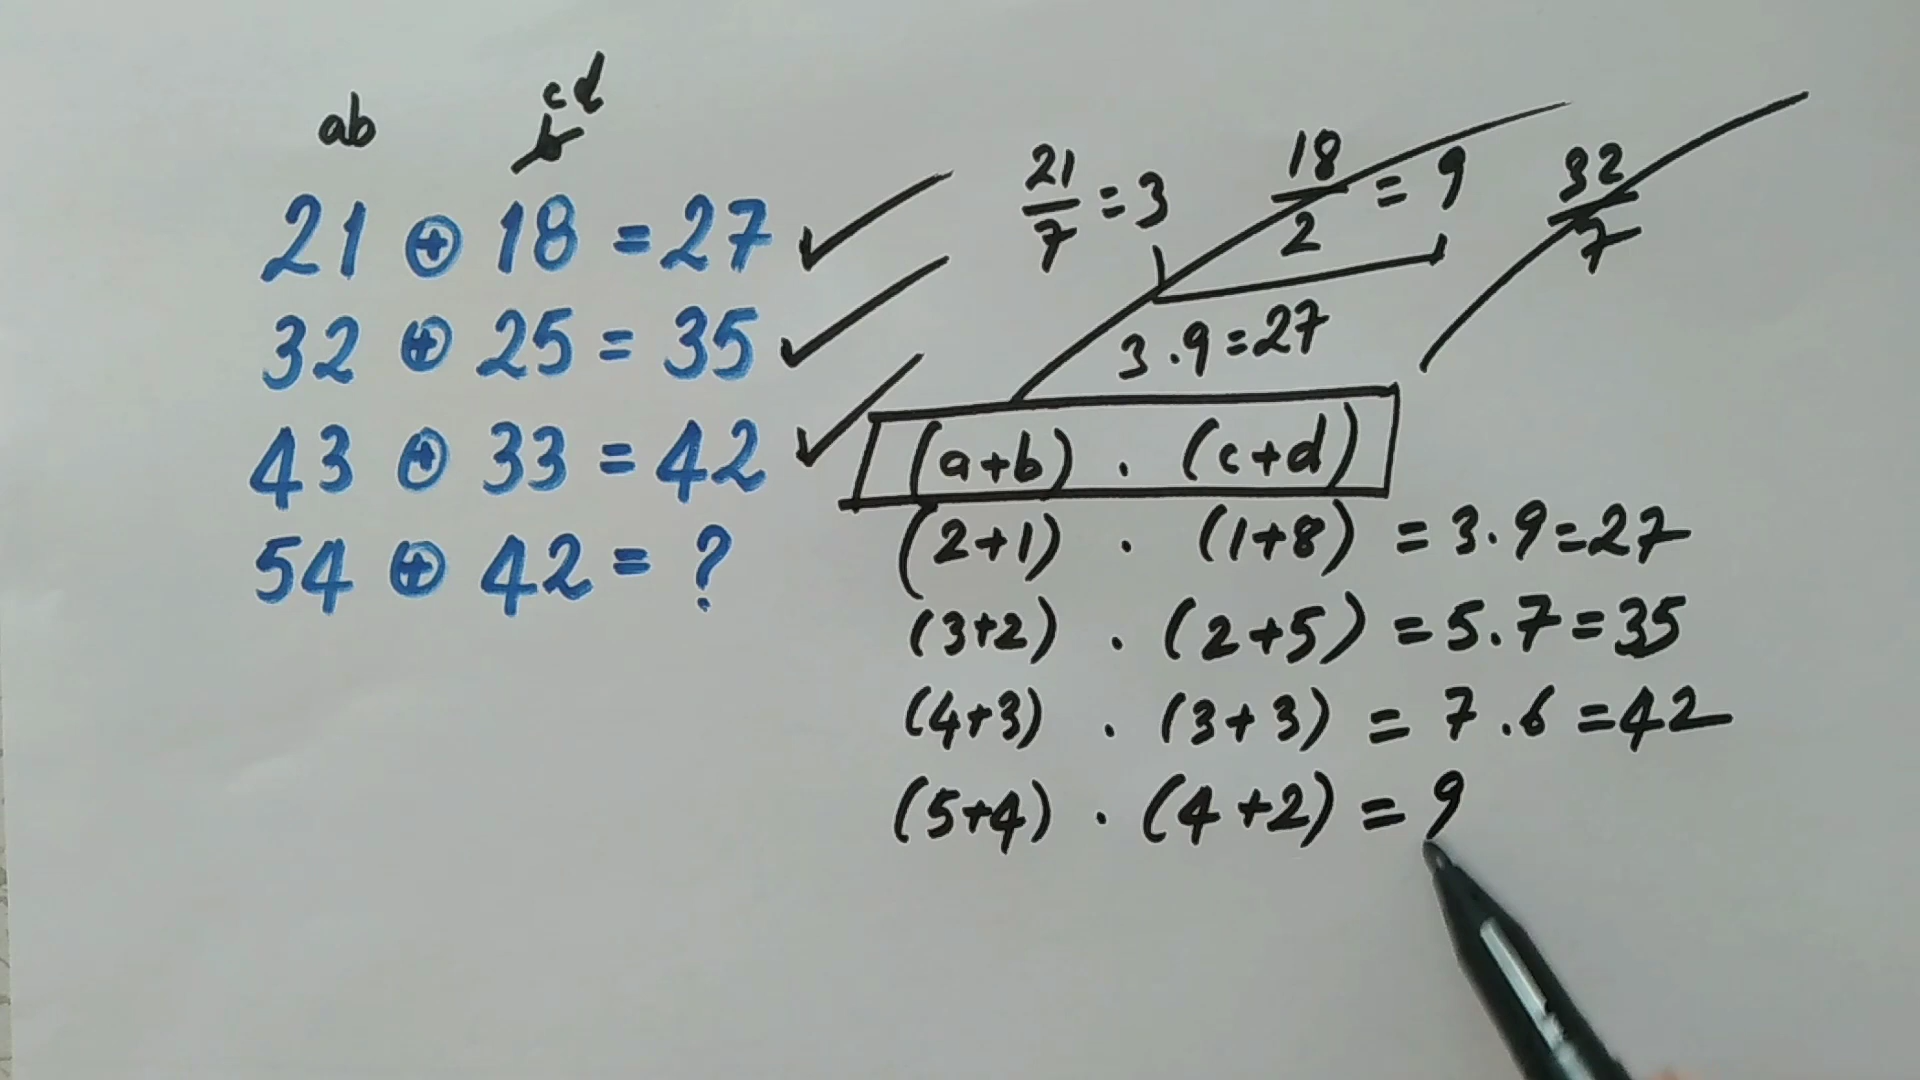 ab
cd
b
21 ⊕ 18 = 27
32 ⊕ 25 = 35
43 ⊕ 33 = 42
54 ⊕ 42 = ?
21/7 = 3
18/2 = 9
32/7
3.9=27
(a+b) . (c+d)
(2+1) . (1+8) = 3.9=27
(3+2) . (2+5) = 5.7=35
(4+3) . (3+3) = 7.6=42
(5+4) . (4+2) = 9